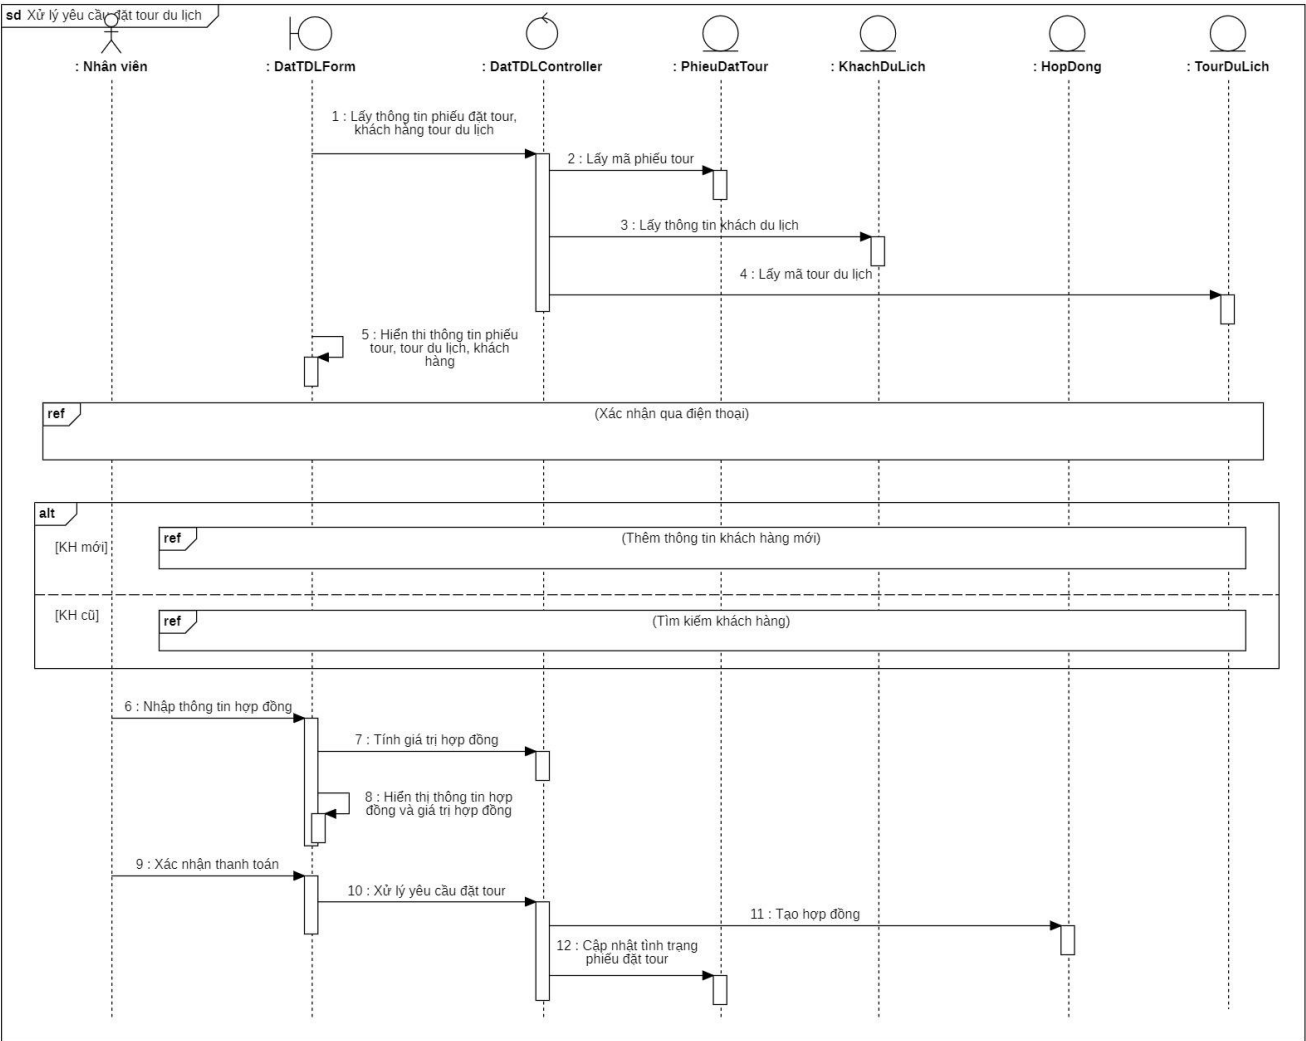 sd Xử lý yêu cầu đặt tour du lịch
: Nhân viên
: DatTDLForm
: DatTDLController
: PhieuDatTour
: KhachDuLich
: HopDong
: TourDuLich
1 : Lấy thông tin phiếu đặt tour,
khách hàng tour du lịch
2 : Lấy mã phiếu tour
3 : Lấy thông tin khách du lịch
4 : Lấy mã tour du lịch
5 : Hiển thi thông tin phiếu
tour, tour du lịch, khách
hàng
ref
(Xác nhận qua điện thoại)
alt
[KH mới]
ref
(Thêm thông tin khách hàng mới)
[KH cũ]
ref
(Tìm kiếm khách hàng)
6 : Nhập thông tin hợp đồng
7 : Tính giá trị hợp đồng
8 : Hiển thị thông tin hợp
đồng và giá trị hợp đồng
9 : Xác nhận thanh toán
10 : Xử lý yêu cầu đặt tour
11 : Tạo hợp đồng
12 : Cập nhật tình trạng
phiếu đặt tour